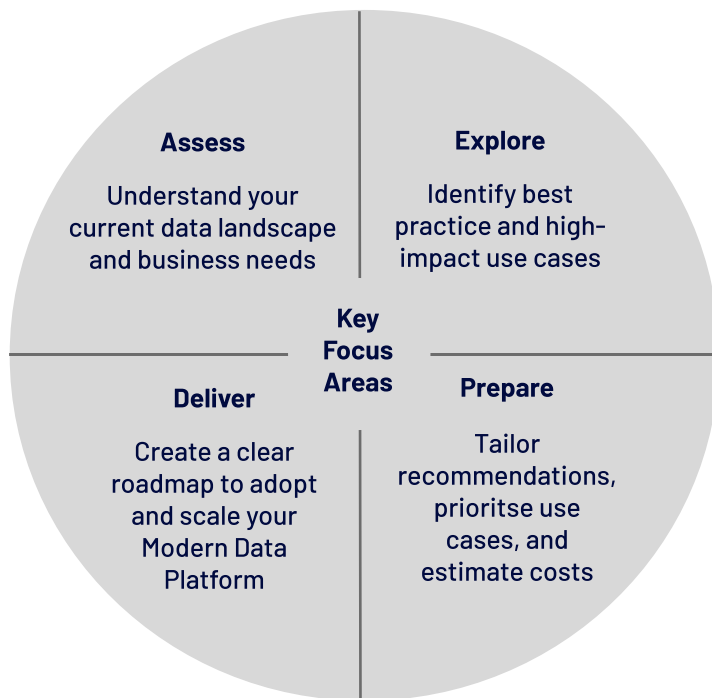 Assess
Understand your
current data landscape
and business needs
Explore
Identify best
practice and high-
impact use cases
Key
Focus
Areas
Deliver
Create a clear
roadmap to adopt
and scale your
Modern Data
Platform
Prepare
Tailor
recommendations,
prioritse use
cases, and
estimate costs